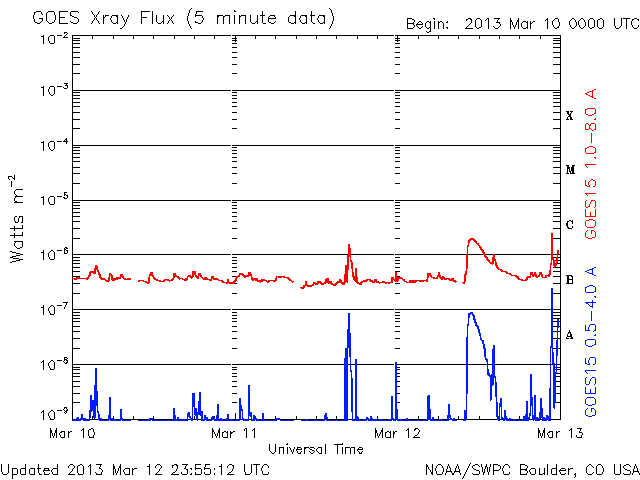 GOES Xray Flux (5 minute data)
Begin: 2013 Mar 10 0000 UTC
10-2
10-3
10-4
10-5
10-6
10-7
10-8
10-9
Watts m-2
X
M
C
B
A
GOES15 1.0-8.0 A
GOES15 0.5-4.0 A
Mar 10
Mar 11
Mar 12
Mar 13
Universal Time
Updated 2013 Mar 12 23:55:12 UTC
NOAA/SWPC Boulder, CO USA